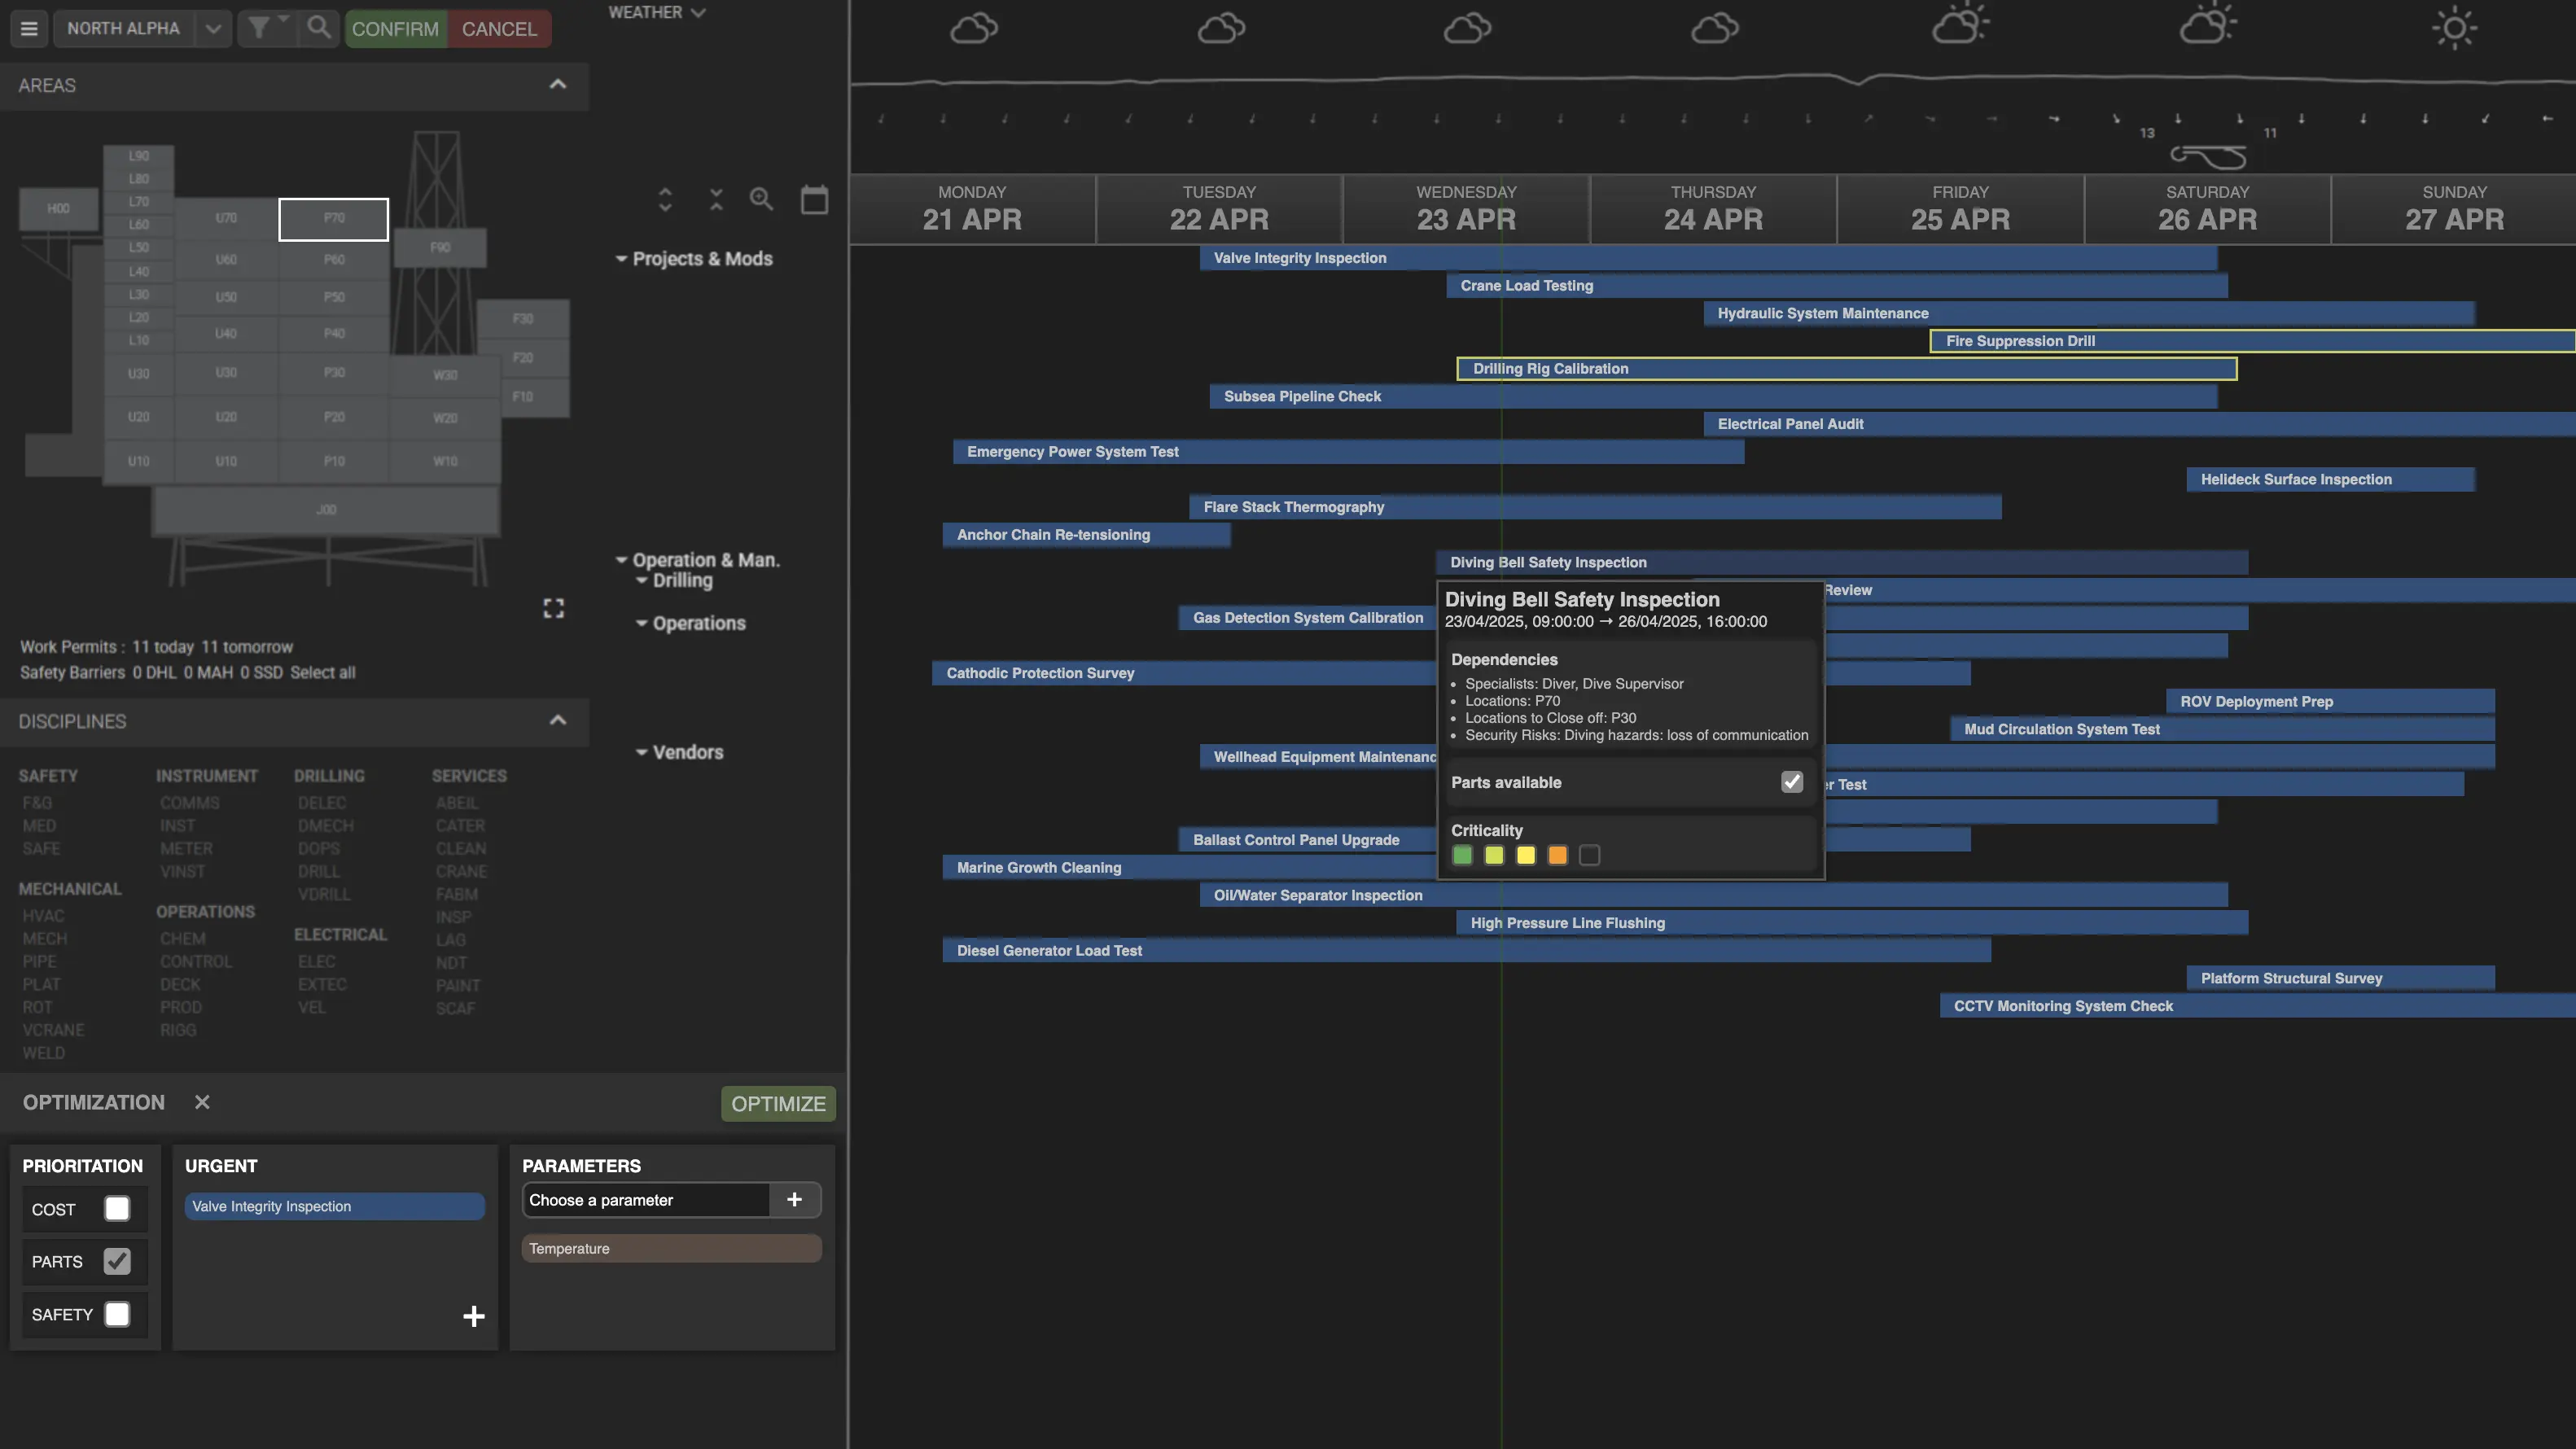 NORTH ALPHA
CONFIRM
CANCEL
WEATHER
AREAS
L90
L80
L70
L60
L50
L40
L30
L20
L10
U30
U20
U10
H00
U70
U60
U50
U40
U30
U20
U10
P70
P60
P50
P40
P30
P20
P10
F90
F30
F20
F10
W30
W20
W10
J00
Work Permits : 11 today 11 tomorrow
Safety Barriers 0 DHL 0 MAH 0 SSD Select all
DISCIPLINES
SAFETY
F&G
MED
SAFE
MECHANICAL
HVAC
MECH
PIPE
PLAT
ROT
VCRANE
WELD
INSTRUMENT
COMMS
INST
METER
VINST
OPERATIONS
CHEM
CONTROL
DECK
PROD
RIGG
DRILLING
DELEC
DMECH
DOPS
DRILL
VDRILL
ELECTRICAL
ELEC
EXTEC
VEL
SERVICES
ABEIL
CATER
CLEAN
CRANE
FABM
INSP
LAG
NDT
PAINT
SCAF
OPTIMIZATION
OPTIMIZE
PRIORITATION
COST
PARTS
SAFETY
URGENT
Valve Integrity Inspection
PARAMETERS
Choose a parameter
Temperature
Projects & Mods
Operation & Man.
Drilling
Operations
Vendors
13
11
MONDAY
21 APR
TUESDAY
22 APR
WEDNESDAY
23 APR
THURSDAY
24 APR
FRIDAY
25 APR
SATURDAY
26 APR
SUNDAY
27 APR
Valve Integrity Inspection
Crane Load Testing
Hydraulic System Maintenance
Fire Suppression Drill
Drilling Rig Calibration
Subsea Pipeline Check
Electrical Panel Audit
Emergency Power System Test
Helideck Surface Inspection
Flare Stack Thermography
Anchor Chain Re-tensioning
Diving Bell Safety Inspection
Review
Gas Detection System Calibration
Cathodic Protection Survey
ROV Deployment Prep
Mud Circulation System Test
Wellhead Equipment Maintenanc
er Test
Ballast Control Panel Upgrade
Marine Growth Cleaning
Oil/Water Separator Inspection
High Pressure Line Flushing
Diesel Generator Load Test
Platform Structural Survey
CCTV Monitoring System Check
Diving Bell Safety Inspection
23/04/2025, 09:00:00 → 26/04/2025, 16:00:00
Dependencies
• Specialists: Diver, Dive Supervisor
• Locations: P70
• Locations to Close off: P30
• Security Risks: Diving hazards: loss of communication
Parts available
Criticality